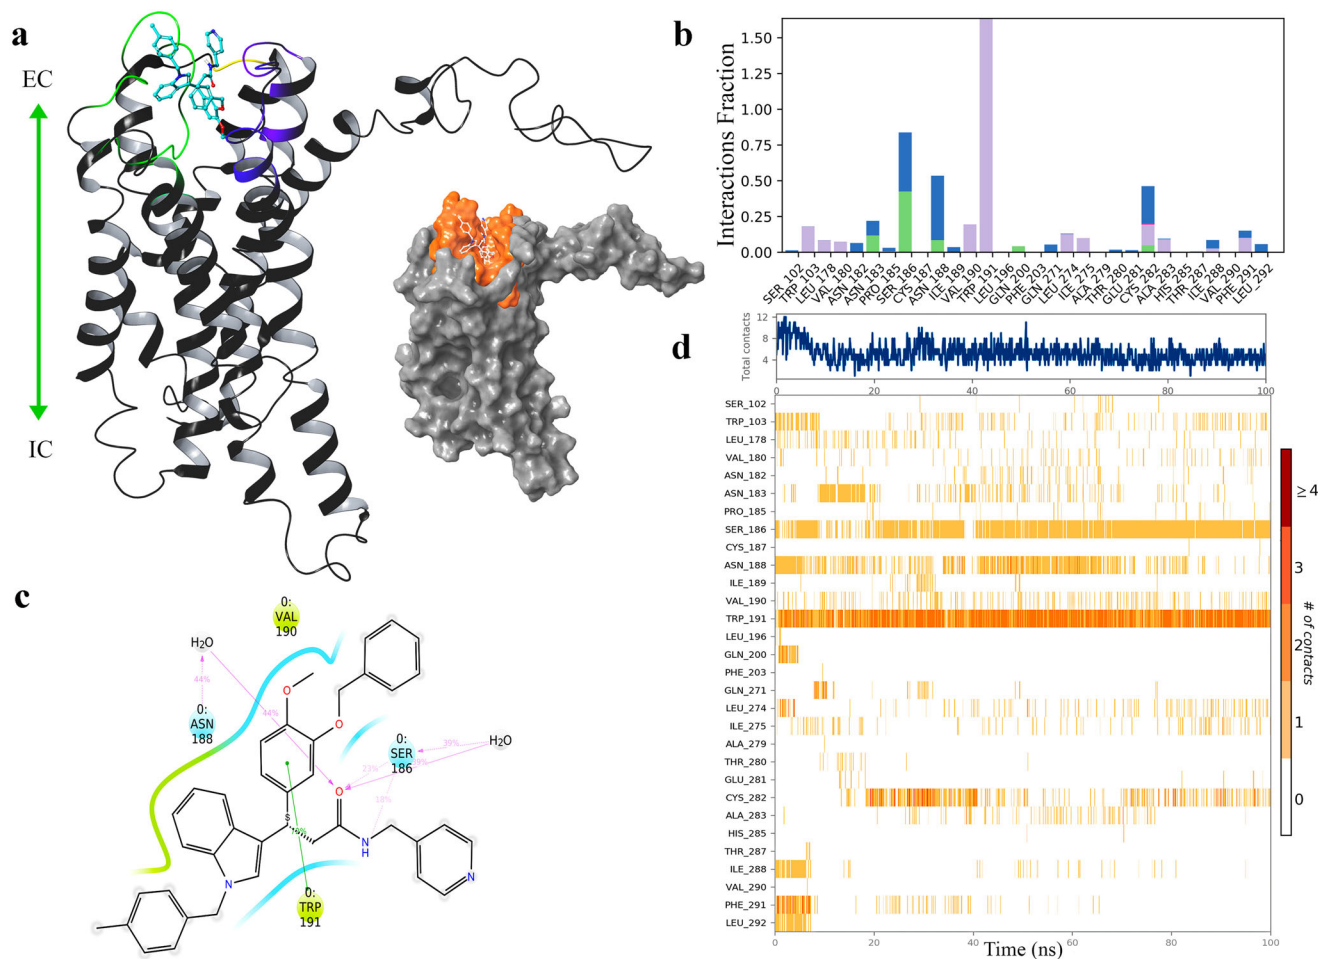 a
EC
IC
b
Interactions Fraction
1.50
1.25
1.00
0.75
0.50
0.25
0.00
SER_102
TRP_103
LEU_178
VAL_180
ASN_182
ASN_183
PRO_185
SER_186
CYS_187
ASN_188
ILE_189
VAL_190
TRP_191
LEU_196
GLN_200
PHE_203
GLN_271
LEU_274
ILE_275
ALA_279
THR_280
GLU_281
CYS_282
ALA_283
HIS_285
THR_287
ILE_288
VAL_290
PHE_291
LEU_292
c
0:
VAL
190
H₂O
44%
0:
ASN
188
44%
O
O
0:
SER
186
H₂O
39%
23%
39%
18%
O
S
N
H
N
N
0:
TRP
191
d
Total contacts
12
8
4
0 20 40 60 80 100
SER_102
TRP_103
LEU_178
VAL_180
ASN_182
ASN_183
PRO_185
SER_186
CYS_187
ASN_188
ILE_189
VAL_190
TRP_191
LEU_196
GLN_200
PHE_203
GLN_271
LEU_274
ILE_275
ALA_279
THR_280
GLU_281
CYS_282
ALA_283
HIS_285
THR_287
ILE_288
VAL_290
PHE_291
LEU_292
0 20 40 60 80 100
Time (ns)
≥4
3
2
1
0
# of contacts